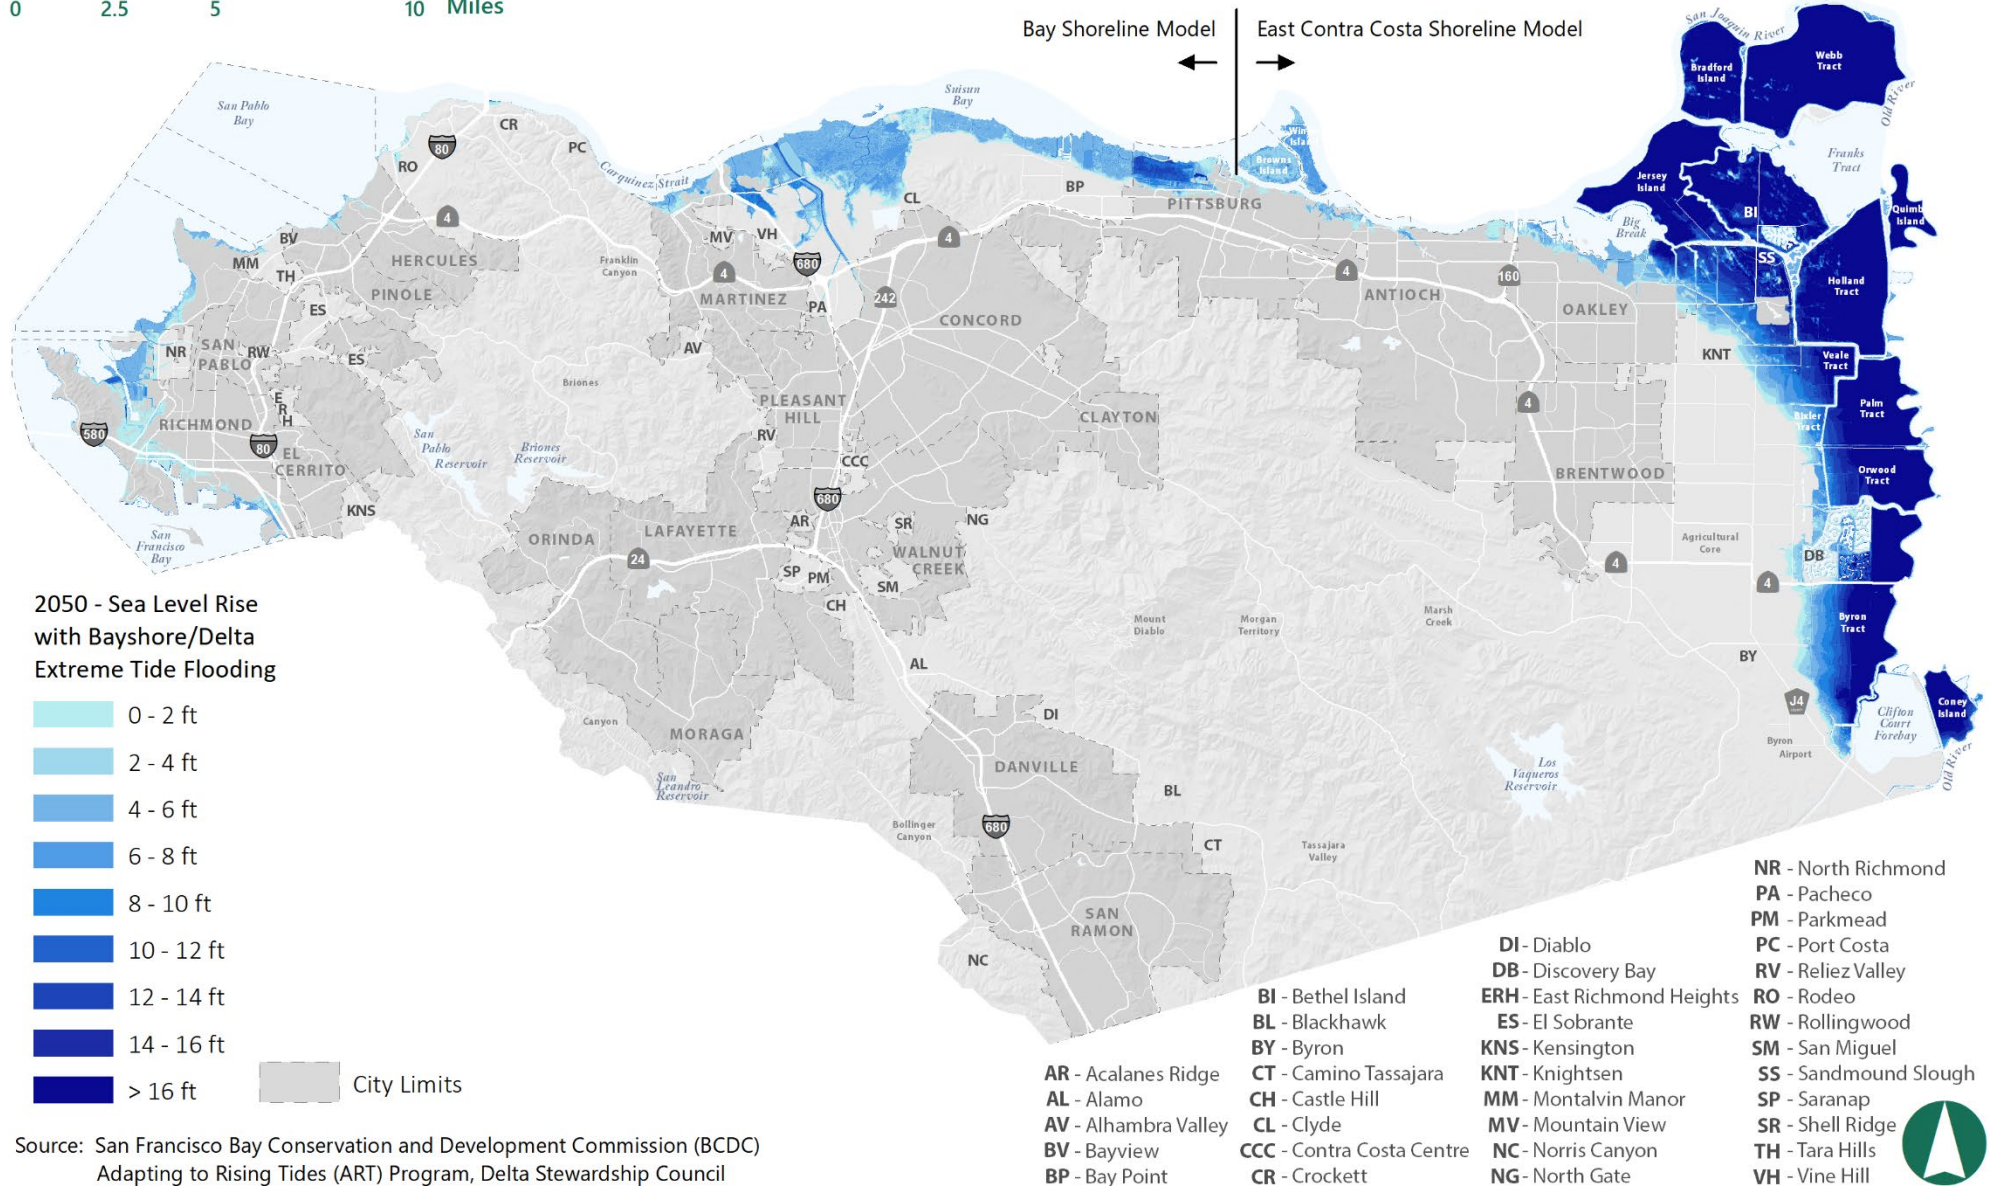 0 2.5 5 10 Miles
Bay Shoreline Model
East Contra Costa Shoreline Model
San Joaquin River
Bradford
Island
Webb
Tract
Old River
San Pablo
Bay
Suisun
Bay
CR
80
PC
RO
Carquinez Strait
Browns
Island
Franks
Tract
Jersey
Island
Quimb
Island
BI
Big
Break
CL
BP
PITTSBURG
4
BV
MM
TH
HERCULES
PINOLE
ES
Franklin
Canyon
MV
VH
680
4
4
242
MARTINEZ
PA
CONCORD
4
ANTIOCH
160
OAKLEY
SS
Holland
Tract
NR
SAN
PABLO
RW
ES
AV
Briones
KNT
Veale
Tract
E
R
H
RICHMOND
580
80
EL
CERRITO
KNS
San
Pablo
Reservoir
Briones
Reservoir
PLEASANT
HILL
RV
CCC
680
CLAYTON
4
BRENTWOOD
Bixler
Tract
Palm
Tract
Orwood
Tract
San
Francisco
Bay
ORINDA
LAFAYETTE
24
AR
SR
NG
WALNUT
CREEK
SP
PM
SM
CH
Agricultural
Core
DB
4
4
Mount
Diablo
Morgan
Territory
Marsh
Creek
Byron
Tract
BY
J4
AL
Canyon
MORAGA
San
Leandro
Reservoir
DI
DANVILLE
680
BL
CT
Bollinger
Canyon
Tassajara
Valley
Los
Vaqueros
Reservoir
Byron
Airport
Clifton
Court
Forebay
Coney
Island
Old River
SAN
RAMON
NC
2050 - Sea Level Rise
with Bayshore/Delta
Extreme Tide Flooding
0 - 2 ft
2 - 4 ft
4 - 6 ft
6 - 8 ft
8 - 10 ft
10 - 12 ft
12 - 14 ft
14 - 16 ft
> 16 ft
City Limits
AR - Acalanes Ridge
AL - Alamo
AV - Alhambra Valley
BV - Bayview
BP - Bay Point
BI - Bethel Island
BL - Blackhawk
BY - Byron
CT - Camino Tassajara
CH - Castle Hill
CL - Clyde
CCC - Contra Costa Centre
CR - Crockett
DI - Diablo
DB - Discovery Bay
ERH - East Richmond Heights
ES - El Sobrante
KNS - Kensington
KNT - Knightsen
MM - Montalvin Manor
MV - Mountain View
NC - Norris Canyon
NG - North Gate
NR - North Richmond
PA - Pacheco
PM - Parkmead
PC - Port Costa
RV - Reliez Valley
RO - Rodeo
RW - Rollingwood
SM - San Miguel
SS - Sandmound Slough
SP - Saranap
SR - Shell Ridge
TH - Tara Hills
VH - Vine Hill
Source: San Francisco Bay Conservation and Development Commission (BCDC)
Adapting to Rising Tides (ART) Program, Delta Stewardship Council